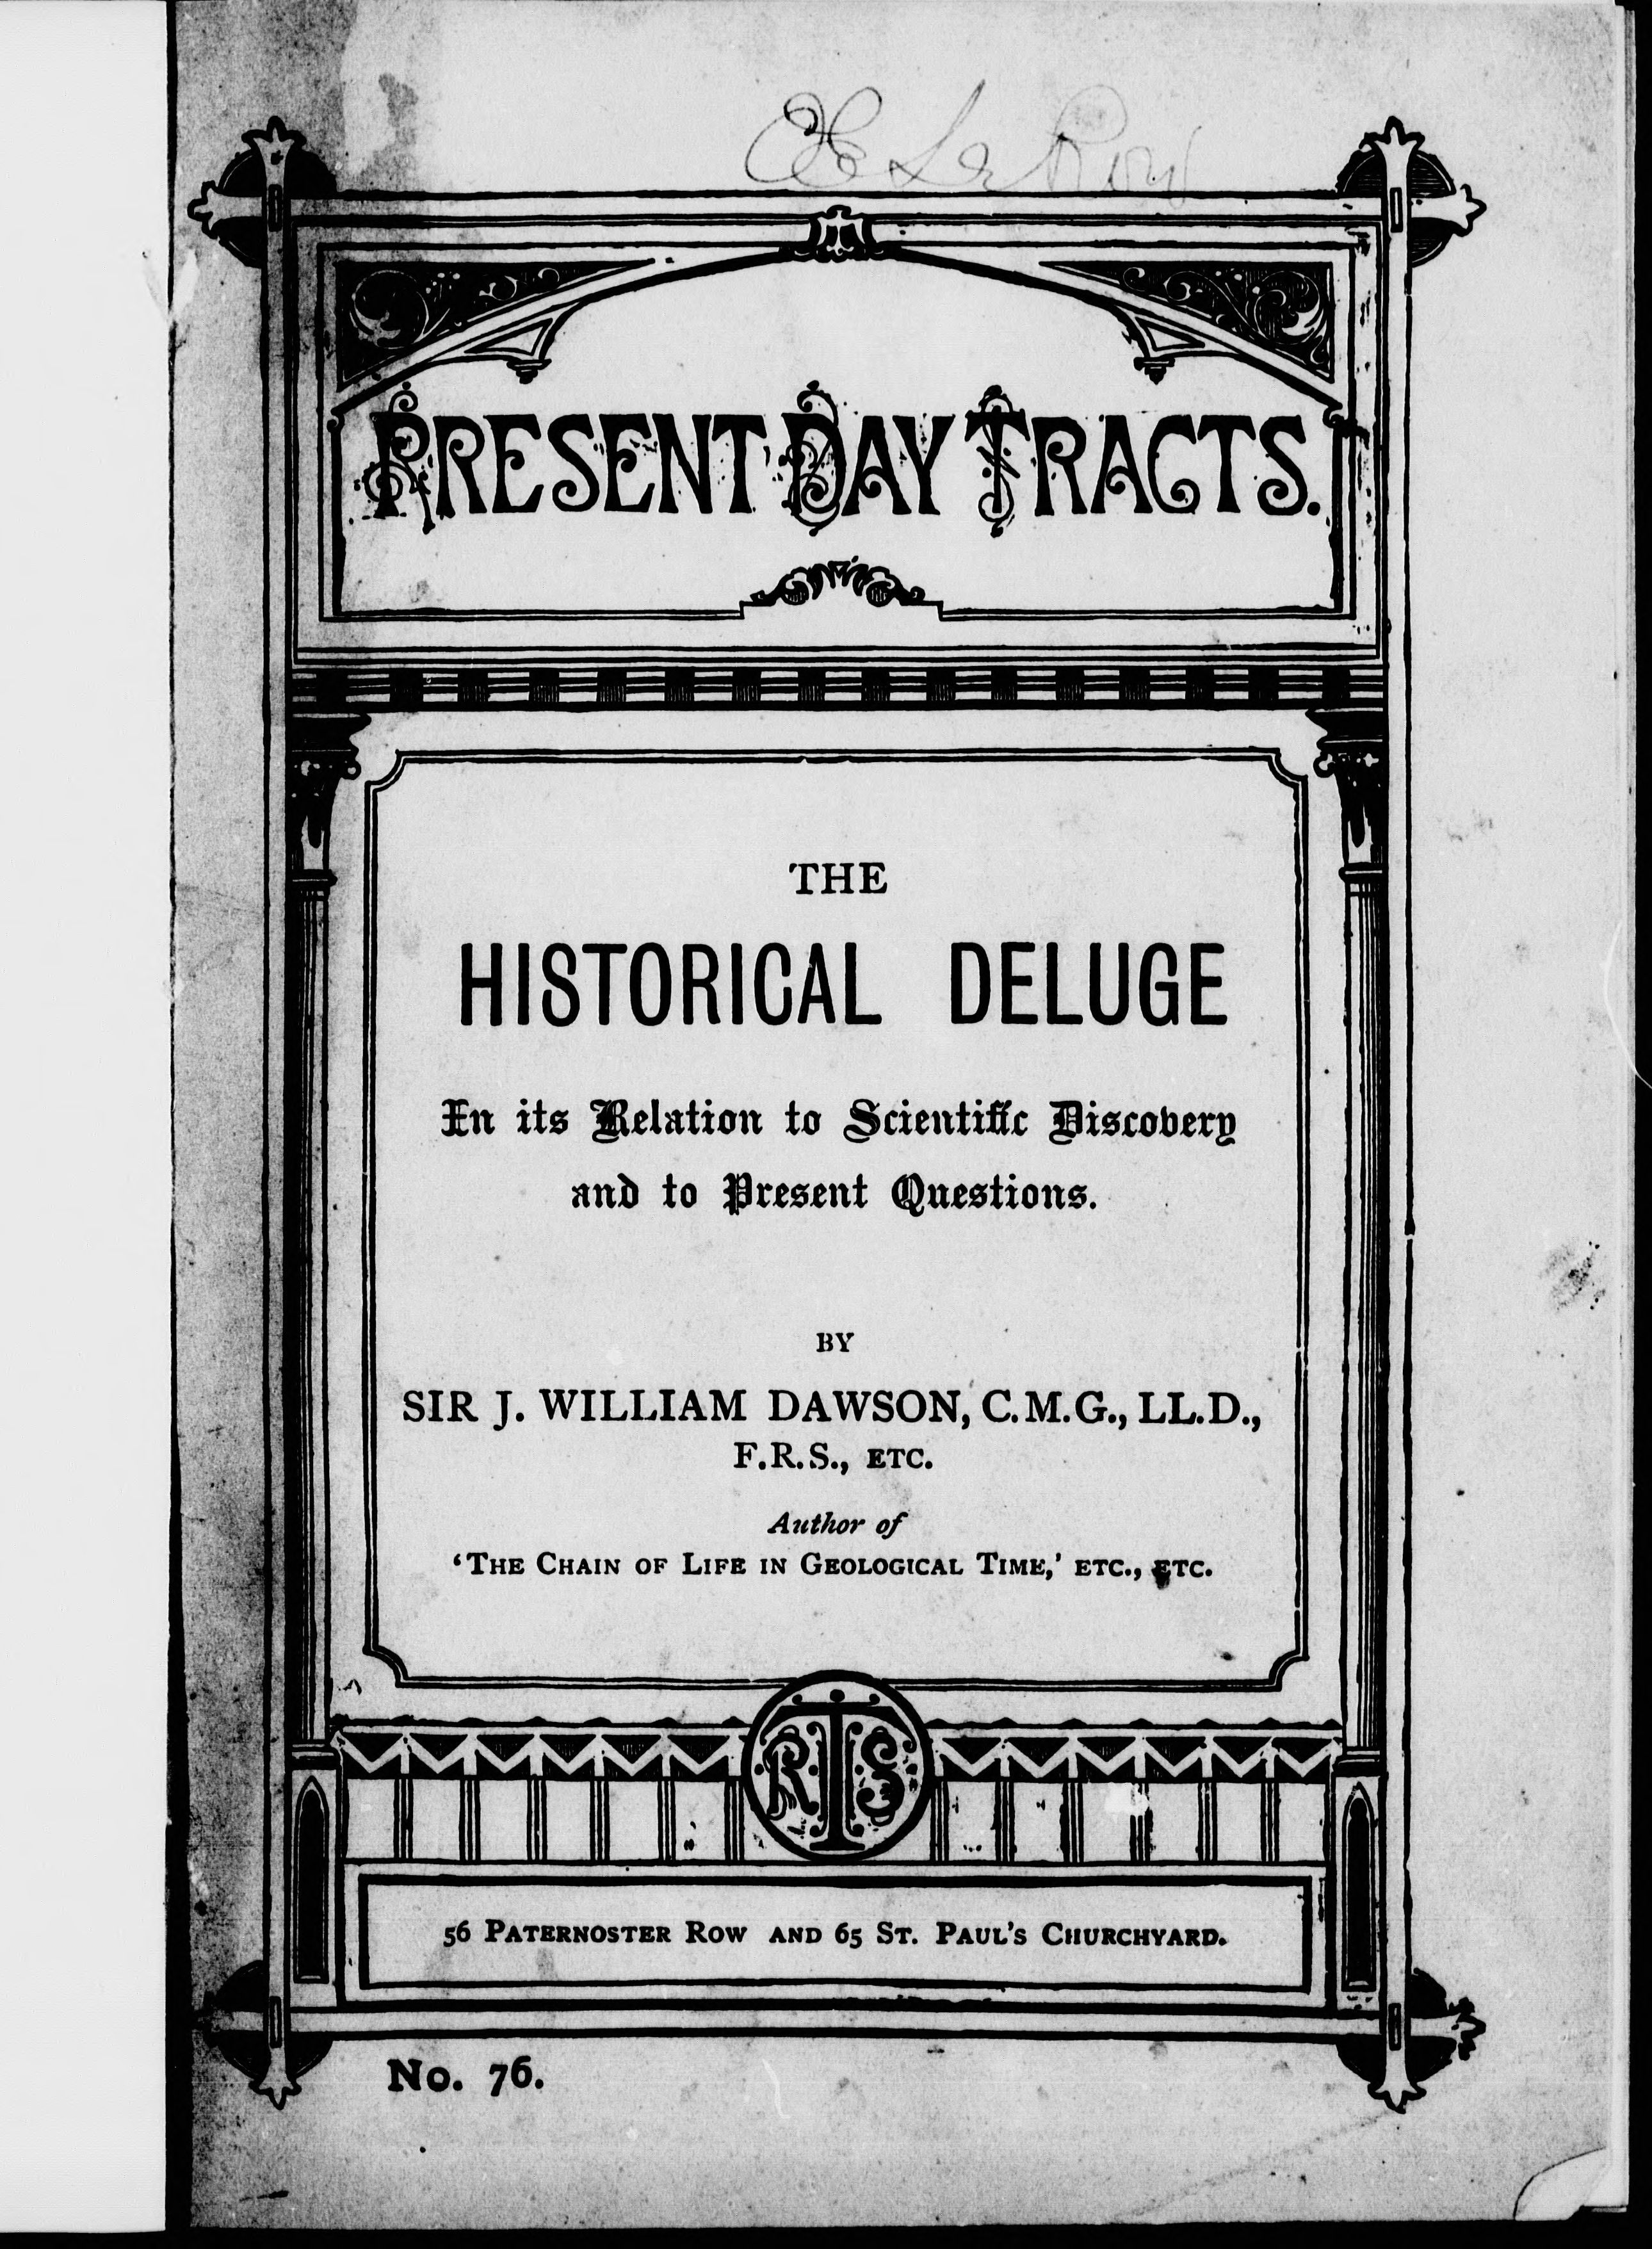 PRESENT DAY TRACTS.
THE
HISTORICAL DELUGE
In its Relation to Scientific Discovery
and to Present Questions.
BY
SIR J. WILLIAM DAWSON, C.M.G., LL.D.,
F.R.S., ETC.
Author of
'THE CHAIN OF LIFE IN GEOLOGICAL TIME,' ETC., ETC.
RTS
56 PATERNOSTER ROW AND 65 ST. PAUL'S CHURCHYARD.
No. 76.